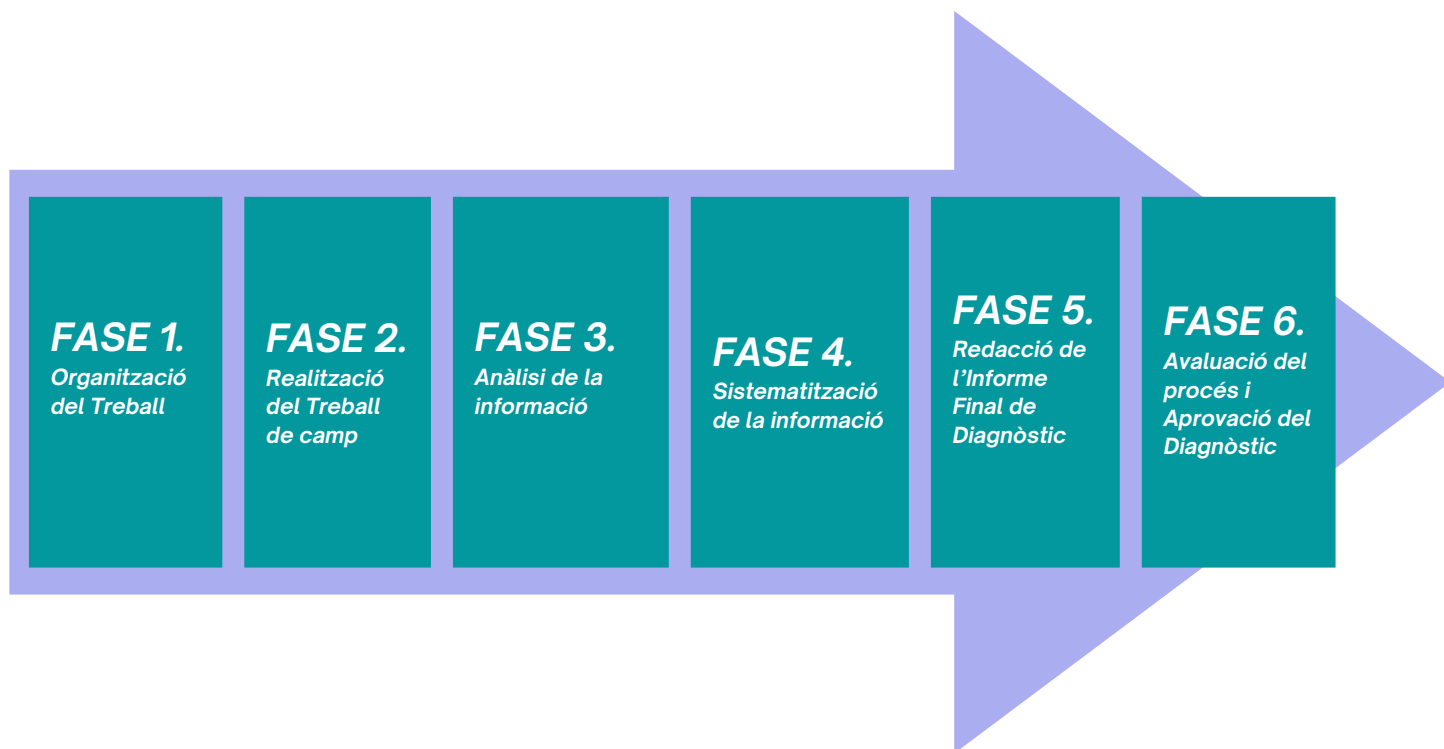 FASE 1.
Organització
del Treball
FASE 2.
Realització
del Treball
de camp
FASE 3.
Anàlisi de la
informació
FASE 4.
Sistematització
de la informació
FASE 5.
Redacció de
l’Informe
Final de
Diagnòstic
FASE 6.
Avaluació del
procés i
Aprovació del
Diagnòstic